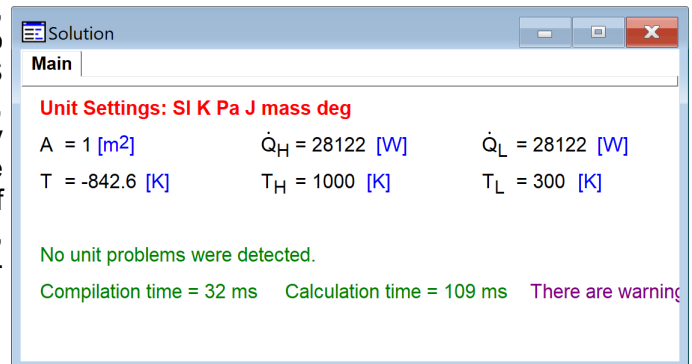 Solution
Main
Unit Settings: SI K Pa J mass deg
A = 1 [m2] Q̇H = 28122 [W] Q̇L = 28122 [W]
T = -842.6 [K] TH = 1000 [K] TL = 300 [K]
No unit problems were detected.
Compilation time = 32 ms Calculation time = 109 ms There are warning